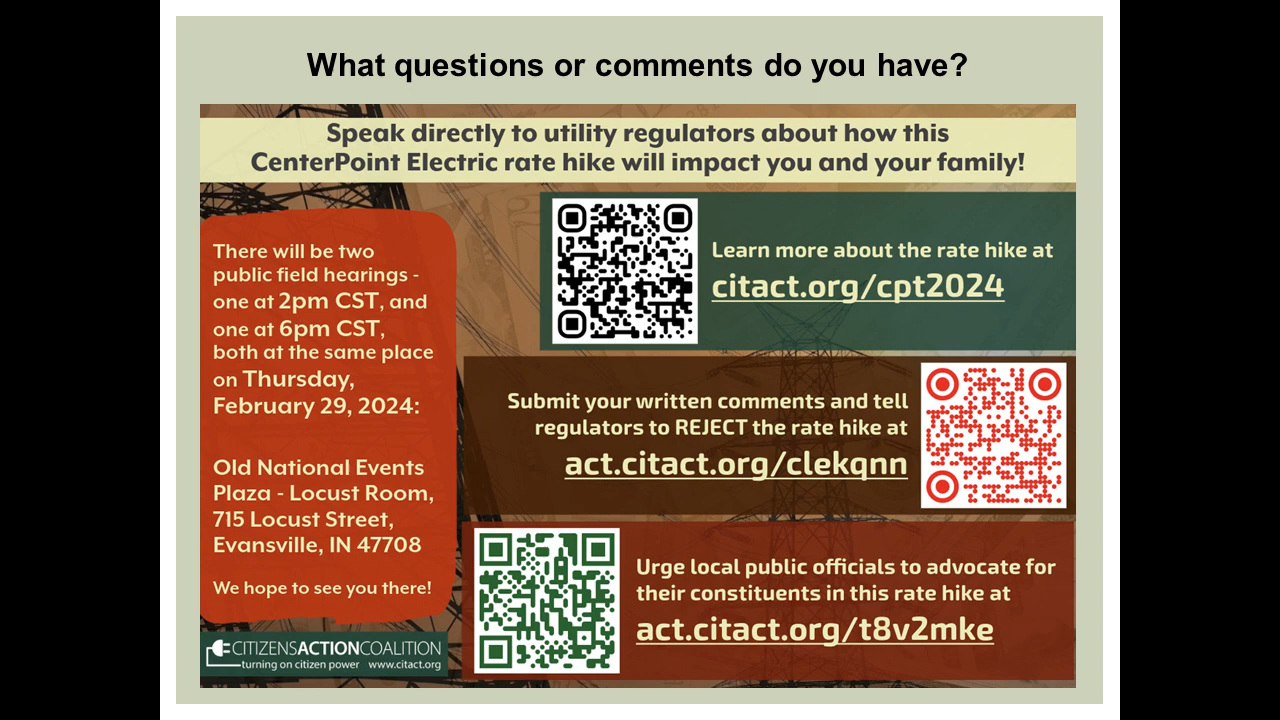 What questions or comments do you have?
Speak directly to utility regulators about how this
CenterPoint Electric rate hike will impact you and your family!
There will be two
public field hearings -
one at 2pm CST, and
one at 6pm CST,
both at the same place
on Thursday,
February 29, 2024:
Old National Events
Plaza - Locust Room,
715 Locust Street,
Evansville, IN 47708
We hope to see you there!
CITIZENSACTIONCOALITION
turning on citizen power www.citact.org
Learn more about the rate hike at
citact.org/cpt2024
Submit your written comments and tell
regulators to REJECT the rate hike at
act.citact.org/clekqnn
Urge local public officials to advocate for
their constituents in this rate hike at
act.citact.org/t8v2mke